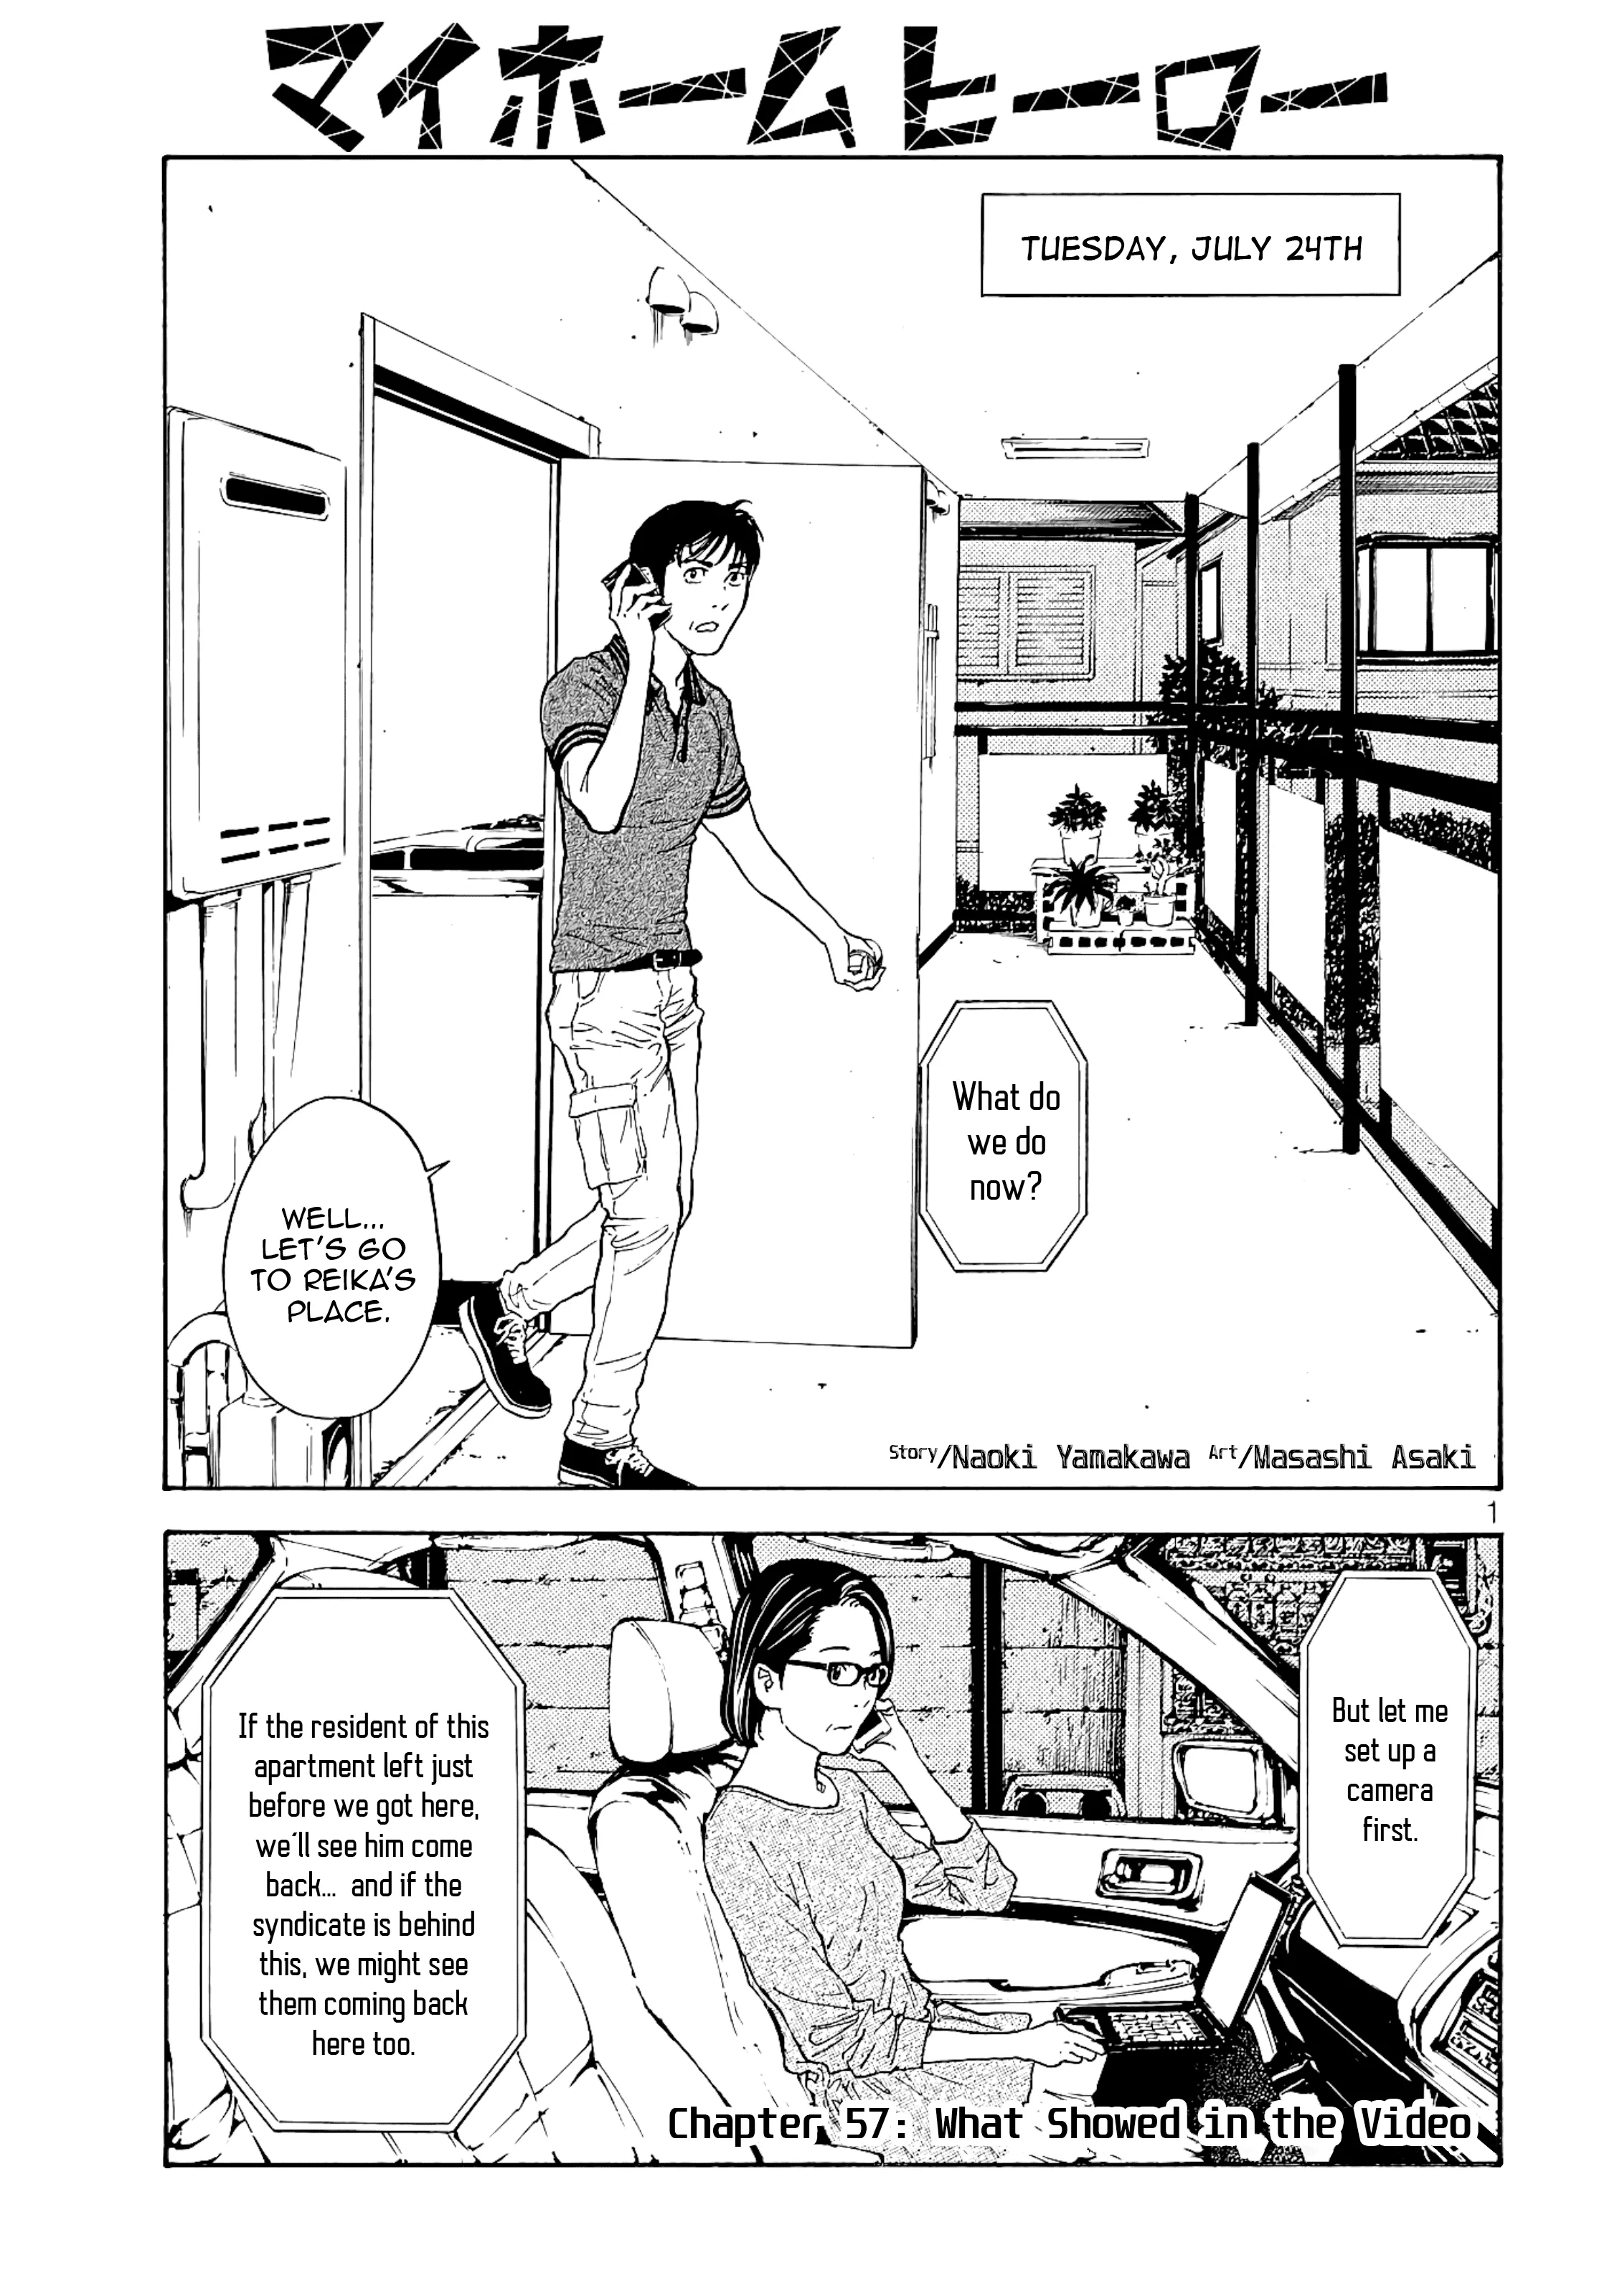 マイホームヒーロー
TUESDAY, JULY 24TH
What do
we do
now?
WELL...
LET'S GO
TO REIKA'S
PLACE.
Story/Naoki Yamakawa Art/Masashi Asaki
1
But let me
set up a
camera
first.
If the resident of this
apartment left just
before we got here,
we'll see him come
back... and if the
syndicate is behind
this, we might see
them coming back
here too.
Chapter 57: What Showed in the Video